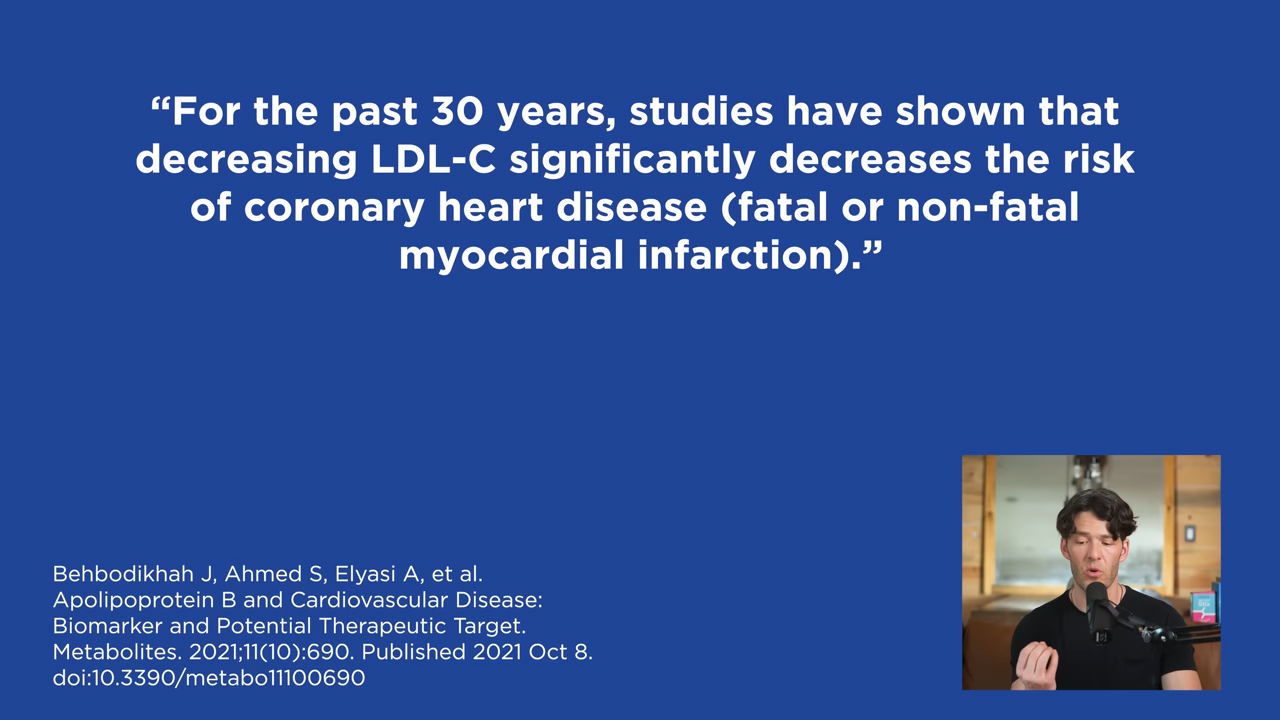 “For the past 30 years, studies have shown that
decreasing LDL-C significantly decreases the risk
of coronary heart disease (fatal or non-fatal
myocardial infarction).”
Behbodikhah J, Ahmed S, Elyasi A, et al.
Apolipoprotein B and Cardiovascular Disease:
Biomarker and Potential Therapeutic Target.
Metabolites. 2021;11(10):690. Published 2021 Oct 8.
doi:10.3390/metabo11100690